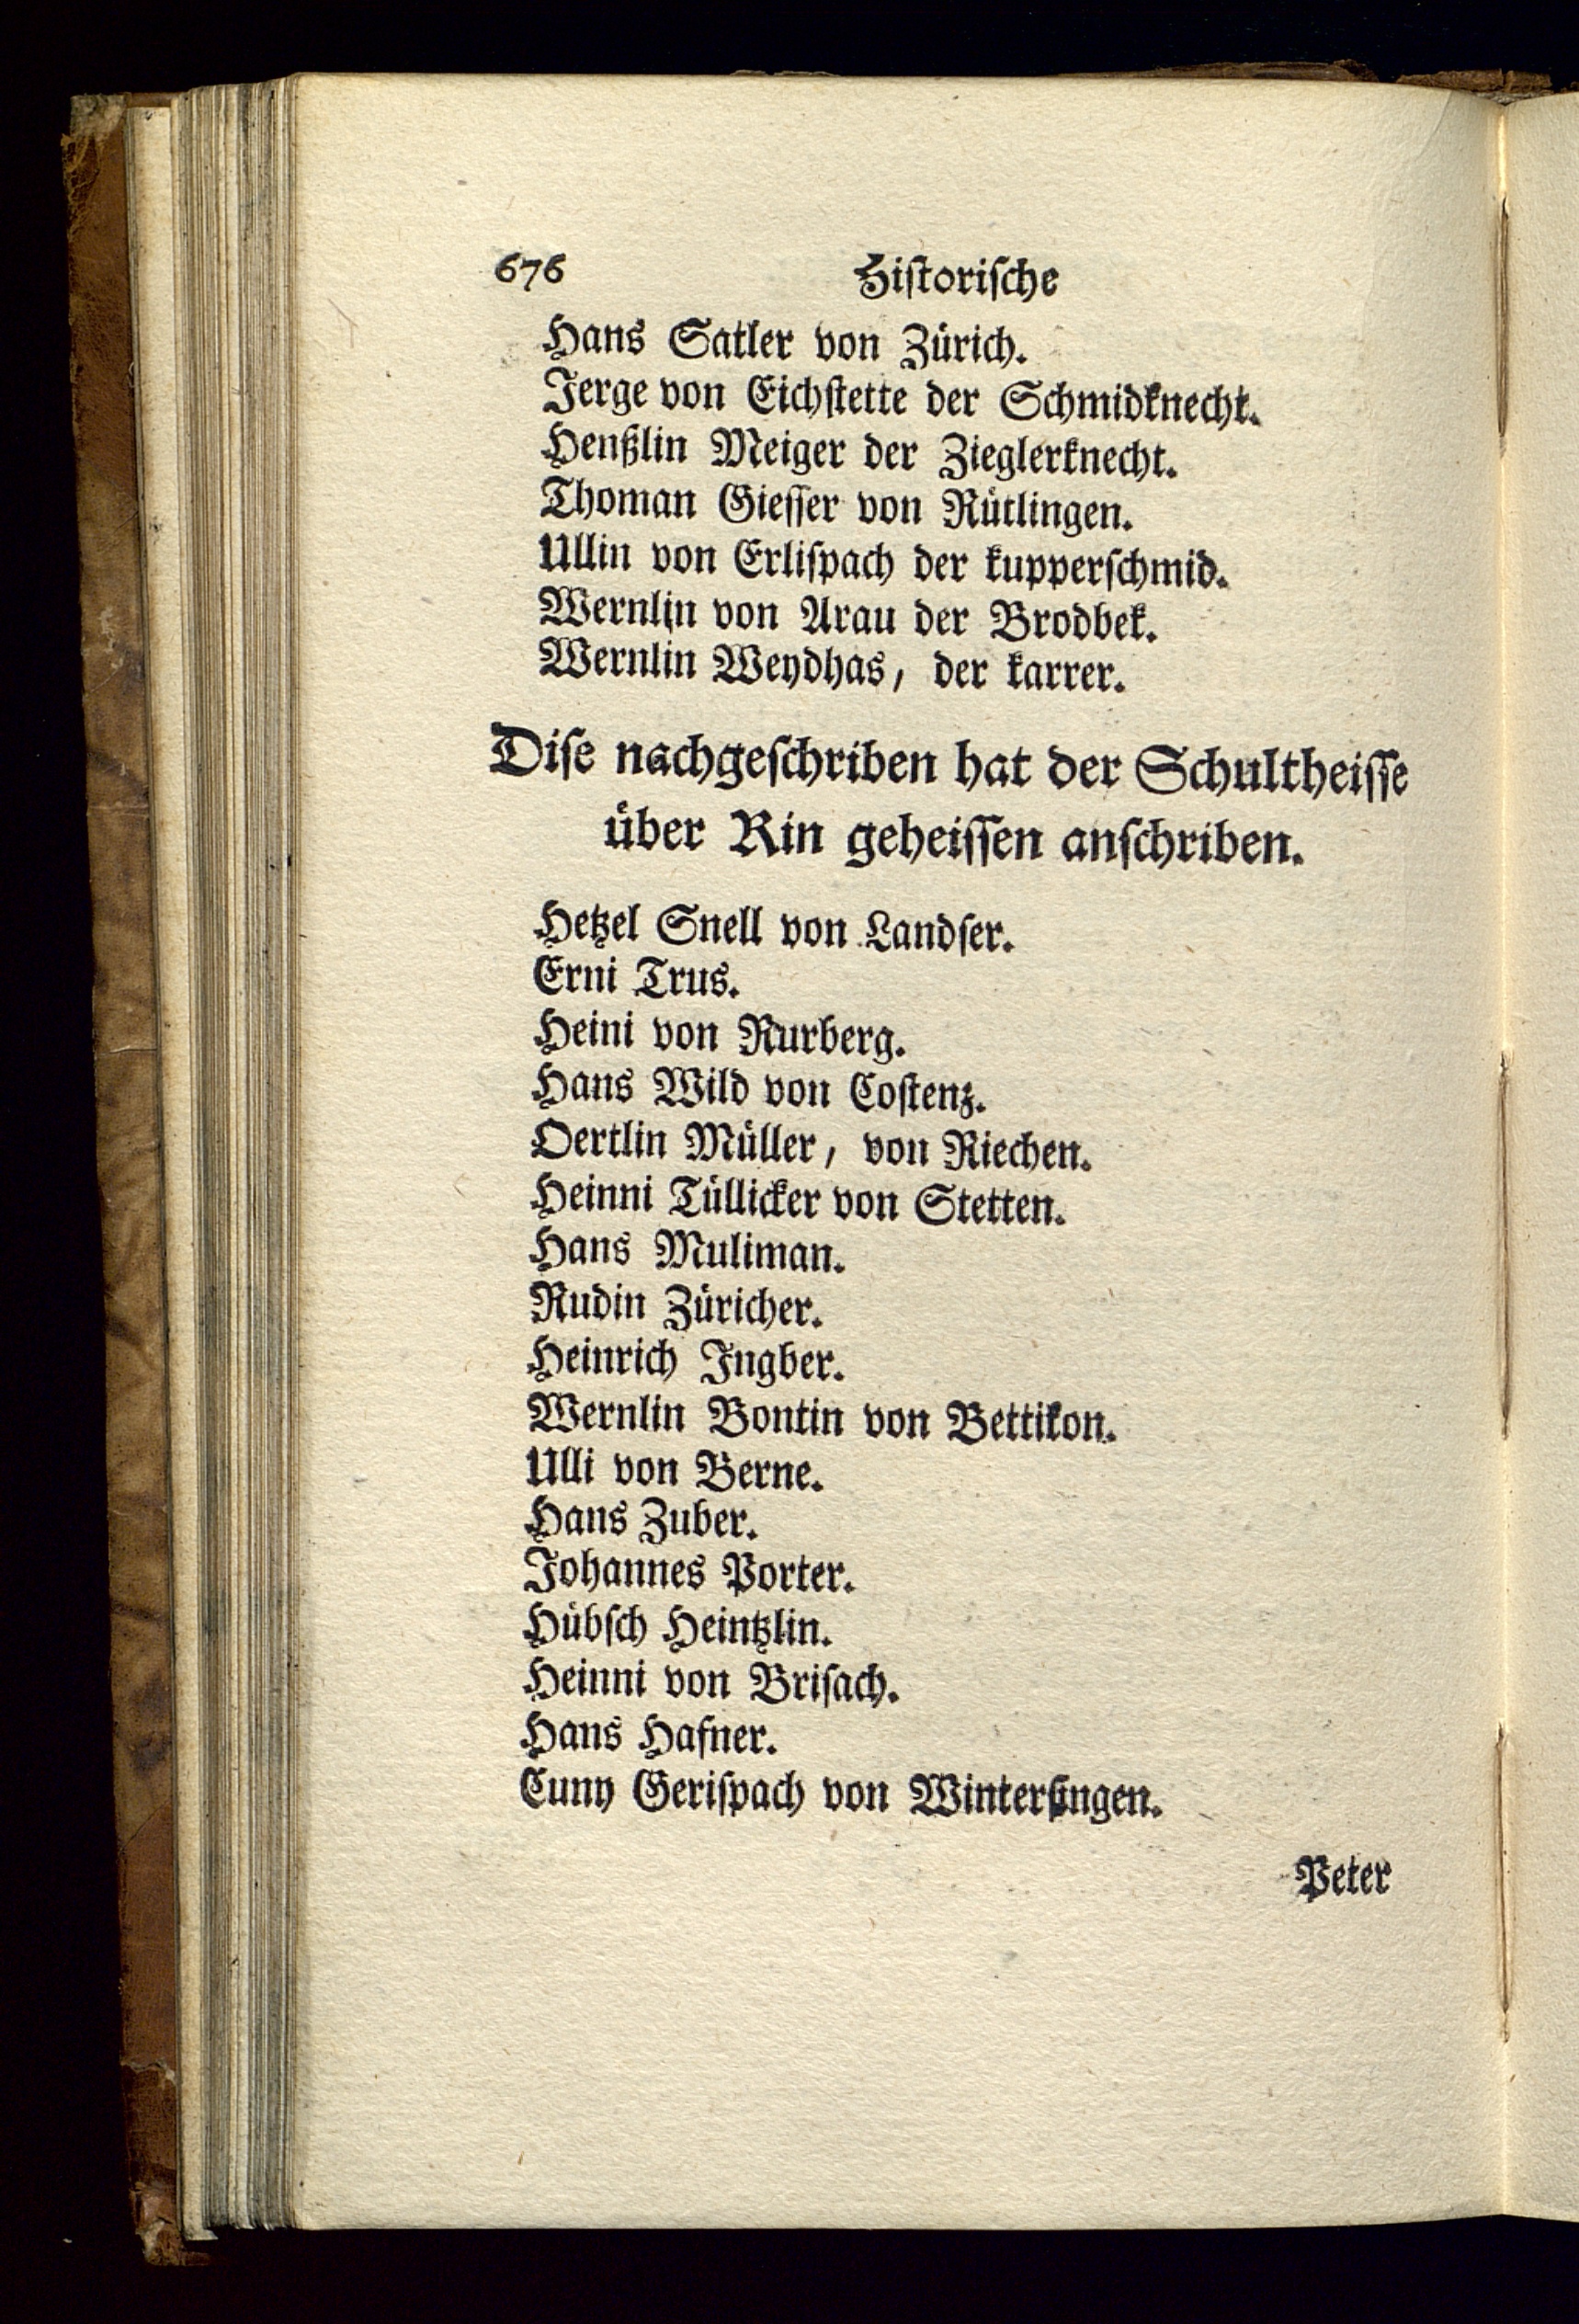 676 Historische
Hans Satler von Zürich.
Jerge von Eichstette der Schmidknecht.
Henßlin Meiger der Zieglerknecht.
Thoman Giesser von Rütlingen.
Ullin von Erlispach der kupperschmid.
Wernlin von Arau der Brodbek.
Wernlin Weydhas, der karrer.
Dise nachgeschriben hat der Schultheisse
über Rin geheissen anschriben.
Hetzel Snell von Landser.
Erni Trus.
Heini von Rurberg.
Hans Wild von Costenz.
Oertlin Müller, von Riechen.
Heinni Tüllicker von Stetten.
Hans Muliman.
Rudin Züricher.
Heinrich Ingber.
Wernlin Bontin von Bettikon.
Ulli von Berne.
Hans Zuber.
Johannes Porter.
Hübsch Heintzlin.
Heinni von Brisach.
Hans Hafner.
Cuny Gerispach von Wintersingen.
Peter